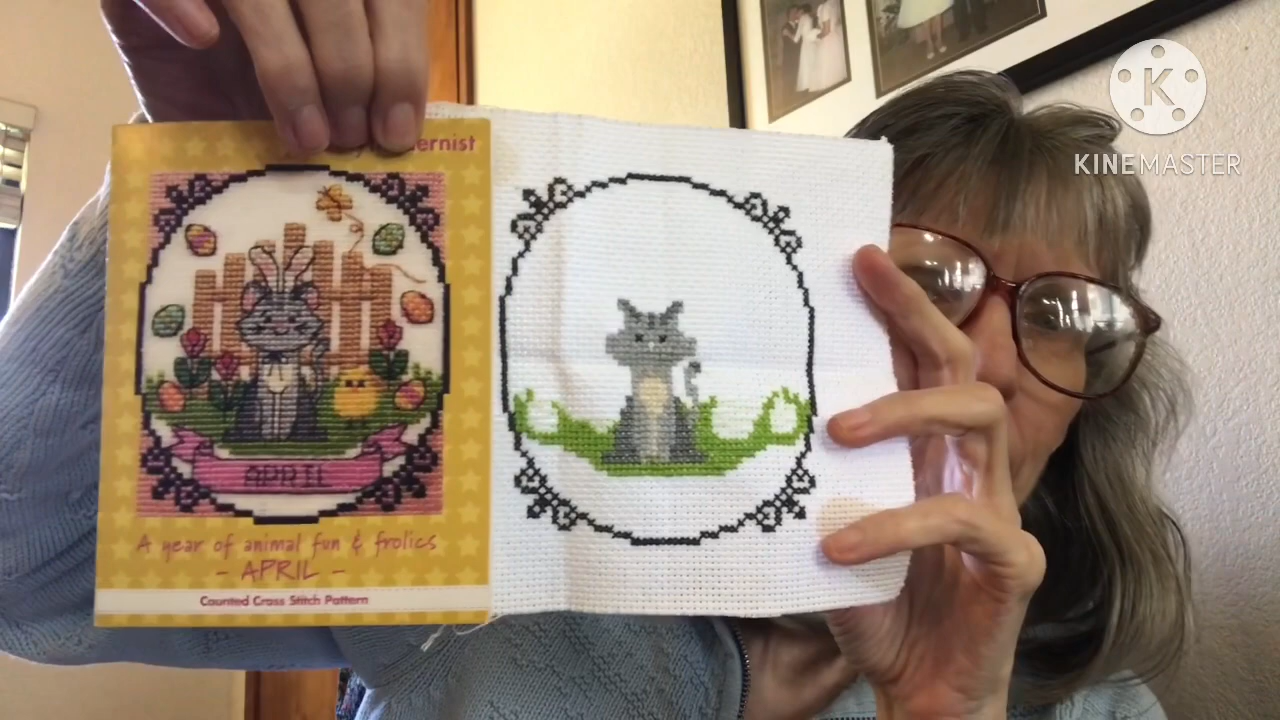 K
KINEMASTER
ernist
APRIL
A year of animal fun & frolics
- APRIL -
Counted Cross Stitch Pattern